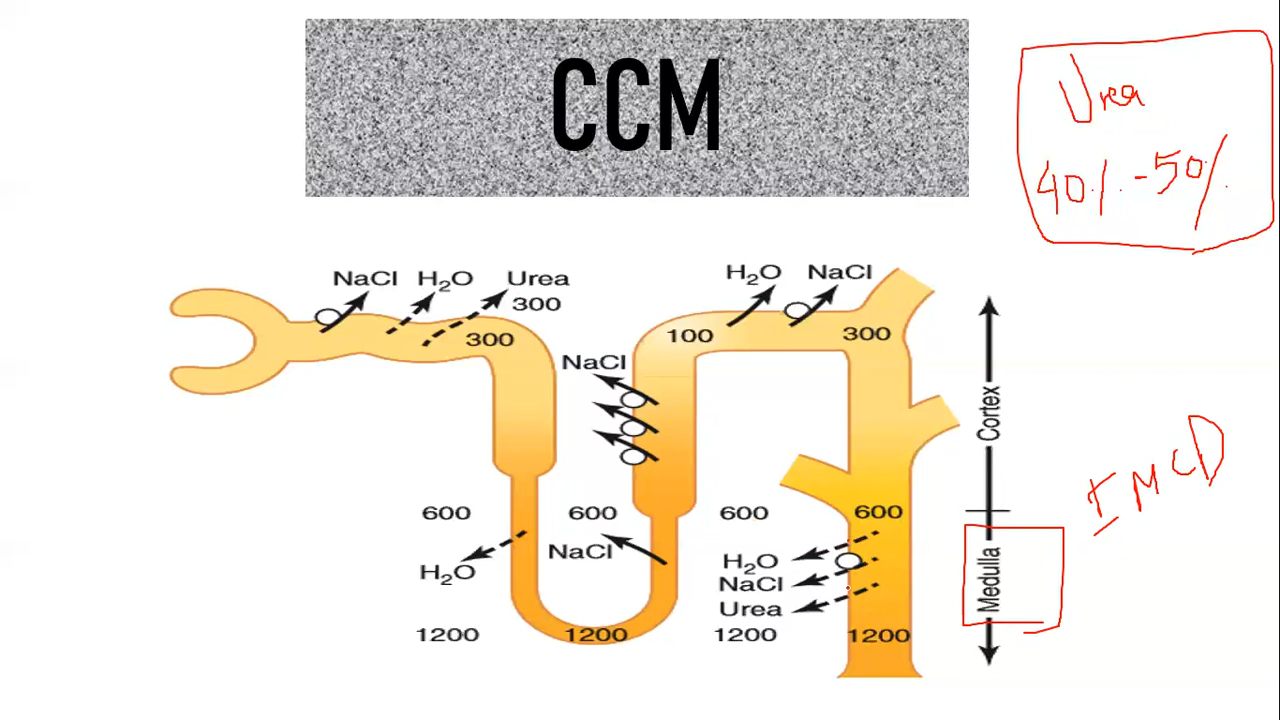 CCM
Urea
40% - 50%
NaCl H₂O Urea
300
300
NaCl
H₂O NaCl
100 300
Cortex
IMCD
600 600 600 600
H₂O
NaCl
H₂O
NaCl
Urea
Medulla
1200 1200 1200 1200